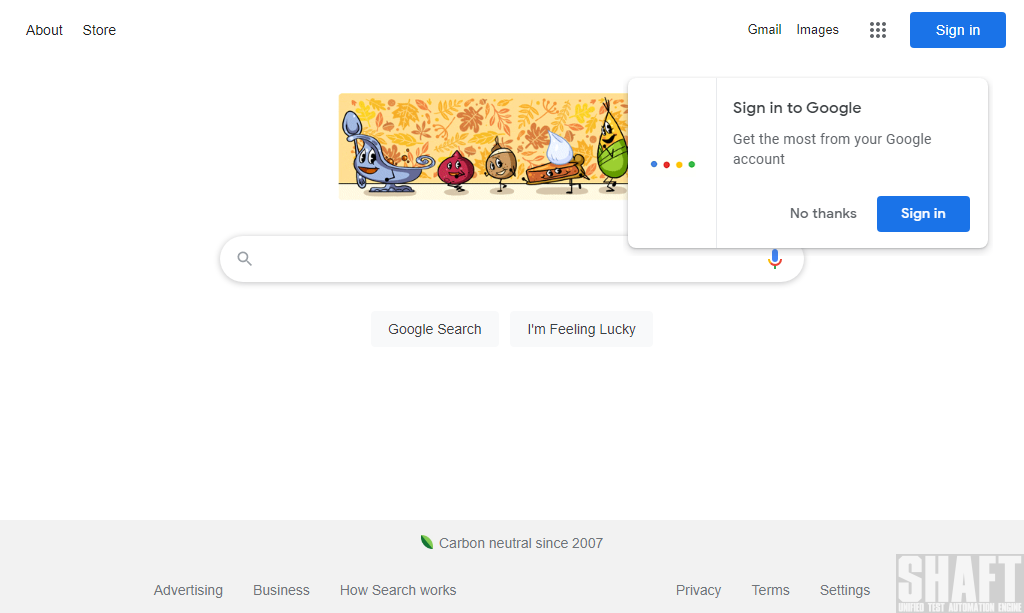 About Store Gmail Images Sign in
Sign in to Google
Get the most from your Google
account
No thanks Sign in
Google Search I'm Feeling Lucky
Carbon neutral since 2007
Advertising Business How Search works Privacy Terms Settings
SHAFT
UNIFIED TEST AUTOMATION ENGINE